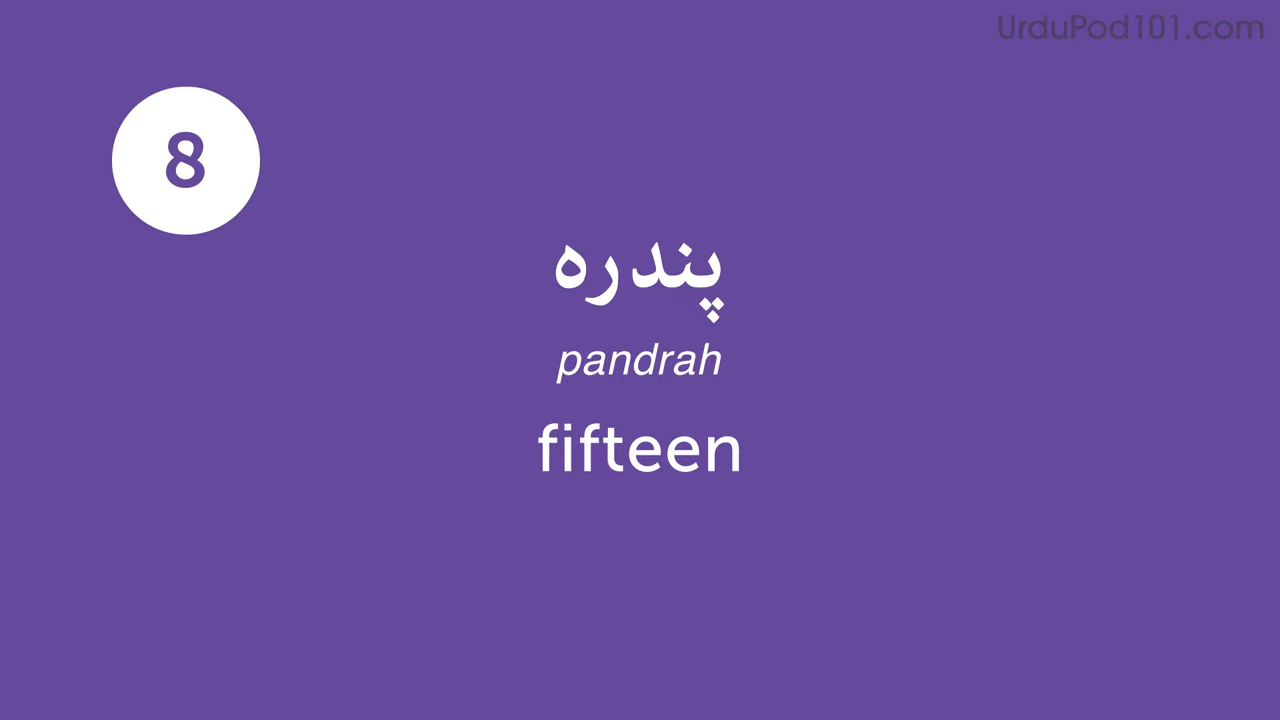 UrduPod101.com
8
پندرہ
pandrah
fifteen